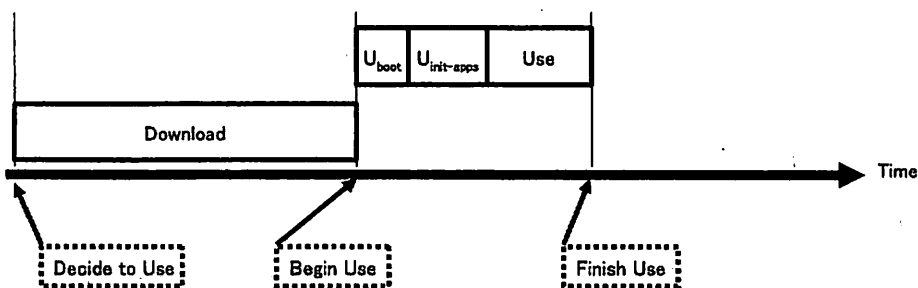 U_boot U_init-apps Use
Download
Time
Decide to Use Begin Use Finish Use